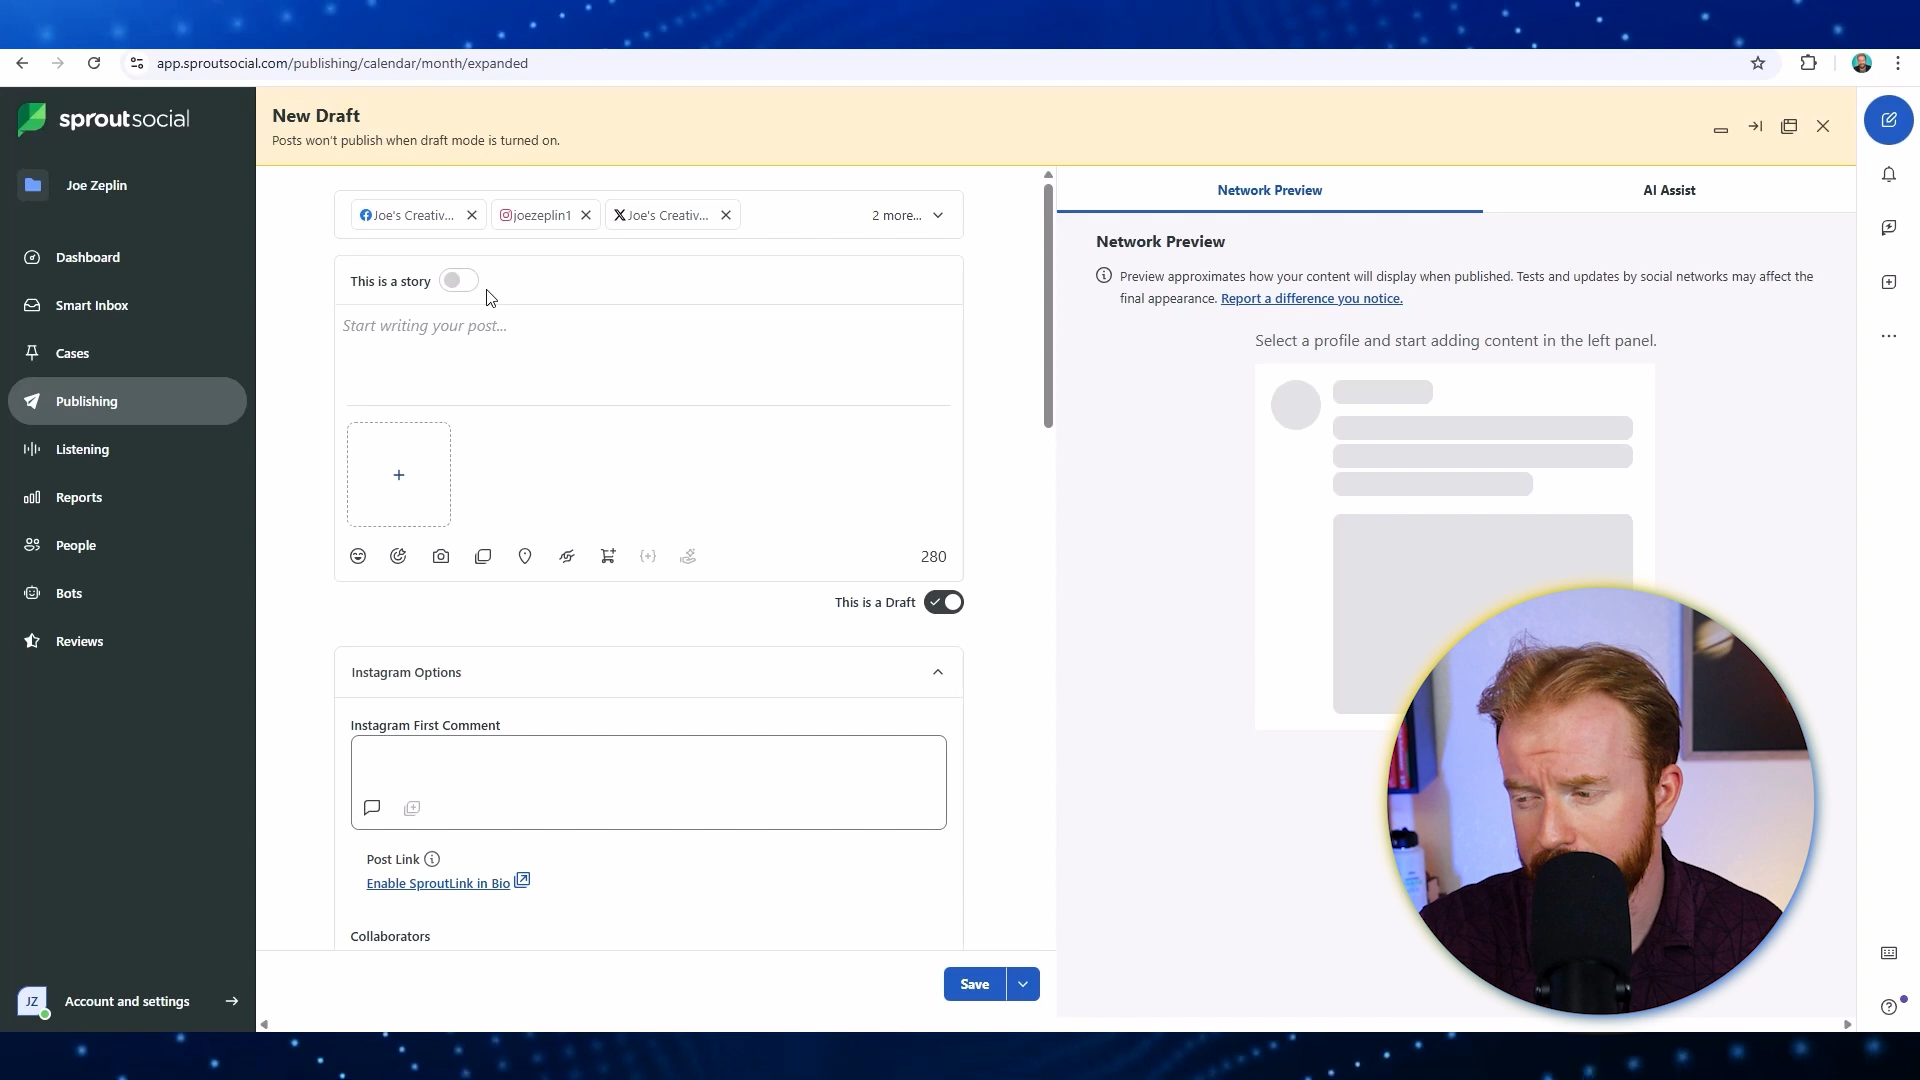 app.sproutsocial.com/publishing/calendar/month/expanded
sproutsocial
Joe Zeplin
Dashboard
Smart Inbox
Cases
Publishing
Listening
Reports
People
Bots
Reviews
JZ
Account and settings
New Draft
Posts won't publish when draft mode is turned on.
Joe's Creativ...
joezeplin1
Joe's Creativ...
2 more...
This is a story
Start writing your post...
280
This is a Draft
Instagram Options
Instagram First Comment
Post Link
Enable SproutLink in Bio
Collaborators
Save
Network Preview
AI Assist
Network Preview
Preview approximates how your content will display when published. Tests and updates by social networks may affect the
final appearance. Report a difference you notice.
Select a profile and start adding content in the left panel.